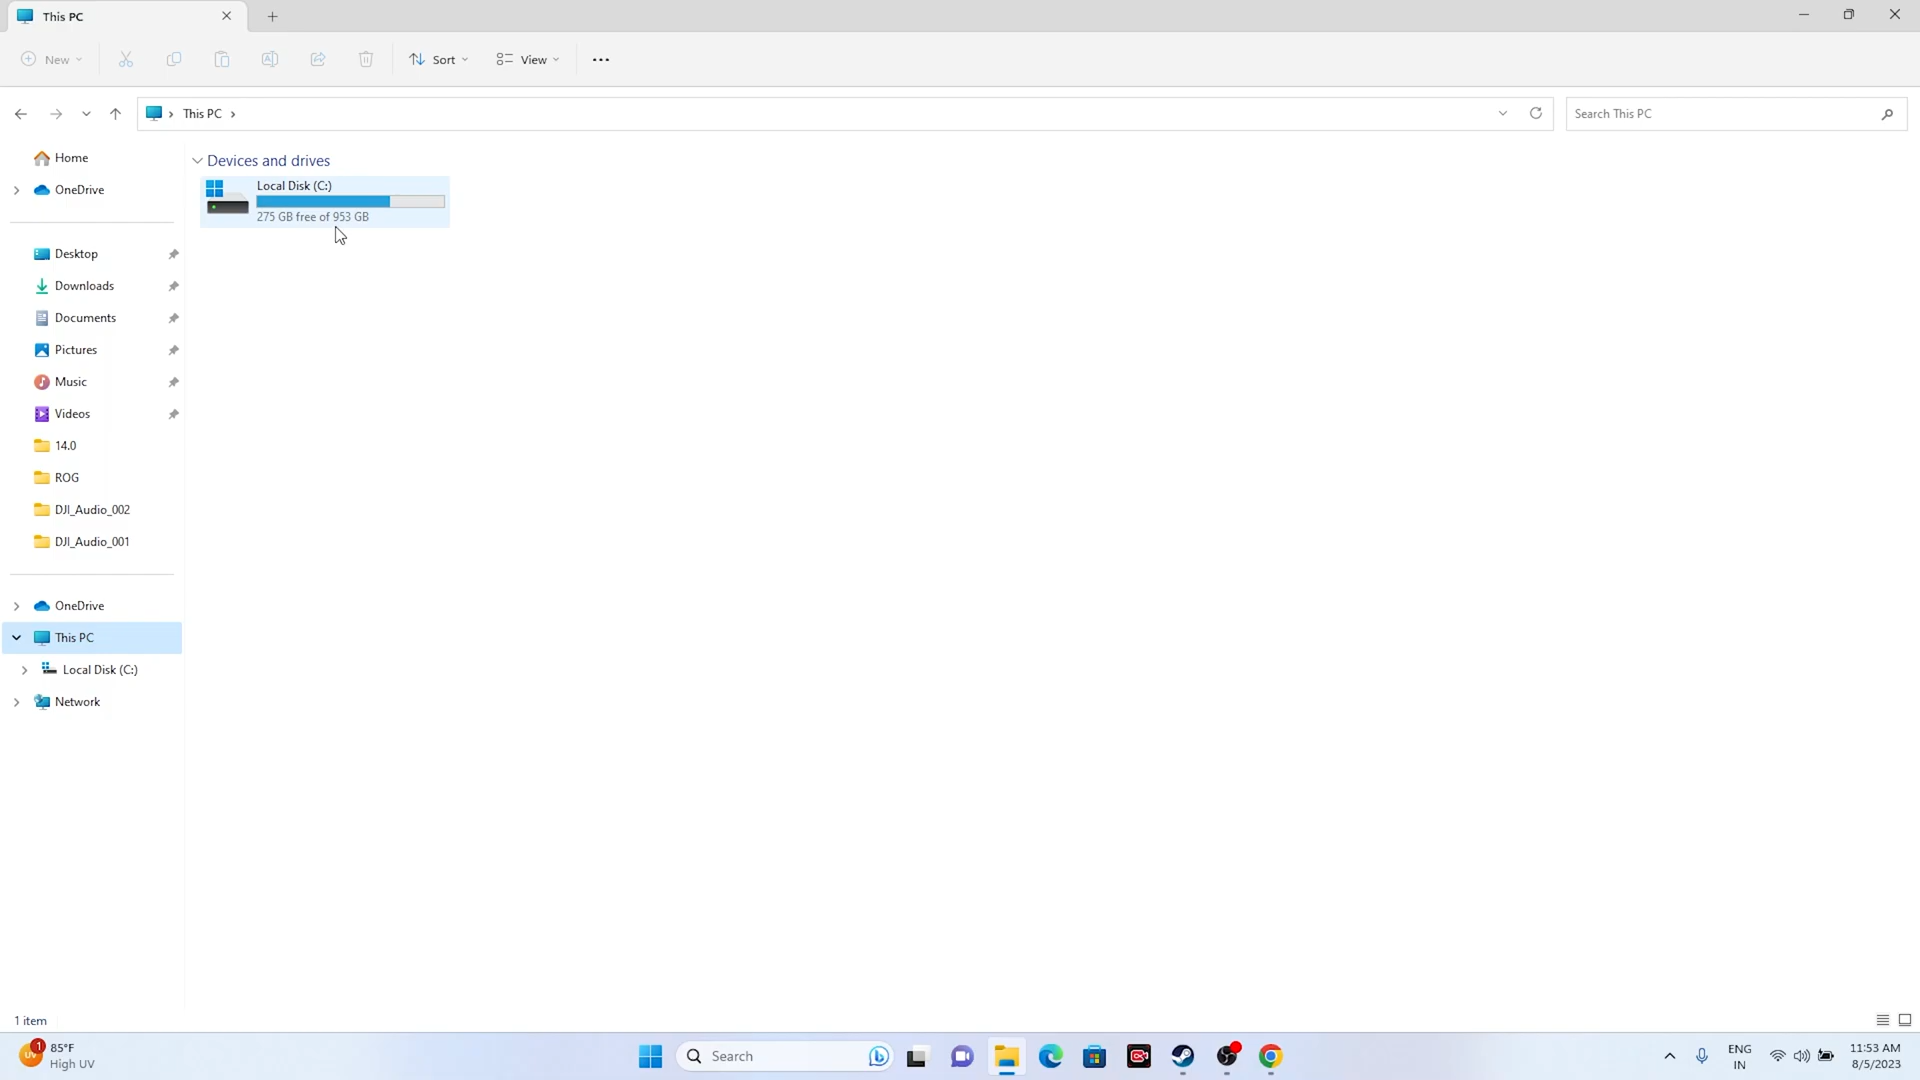 This PC
New
Sort
View
This PC
Search This PC
Home
OneDrive
Desktop
Downloads
Documents
Pictures
Music
Videos
14.0
ROG
DJI_Audio_002
DJI_Audio_001
OneDrive
This PC
Local Disk (C:)
Network
Devices and drives
Local Disk (C:)
275 GB free of 953 GB
1 item
UV
1
85°F
High UV
Search
ENG
IN
11:53 AM
8/5/2023